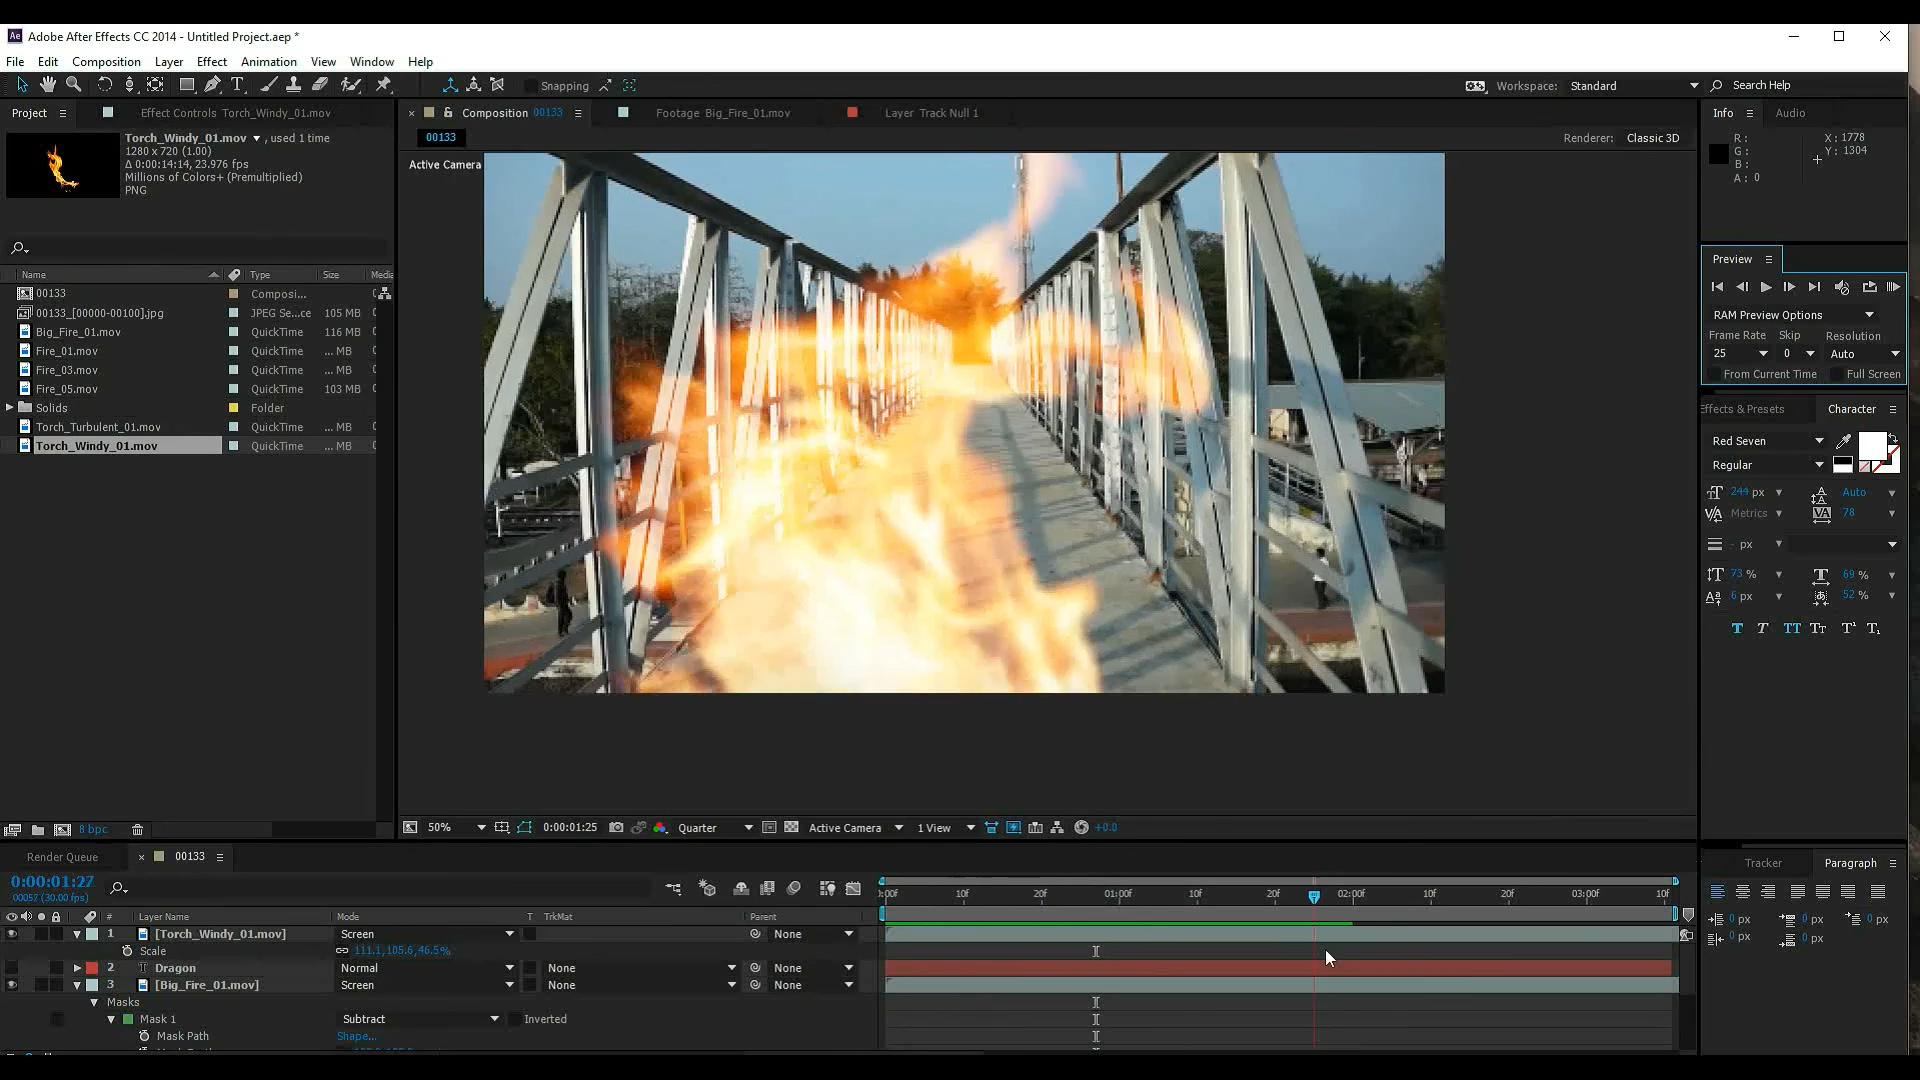 Ae Adobe After Effects CC 2014 - Untitled Project.aep *
File Edit Composition Layer Effect Animation View Window Help
Snapping Workspace: Standard Search Help
Project Effect Controls Torch_Windy_01.mov Composition 00133 Footage Big_Fire_01.mov Layer Track Null 1 Info Audio
Torch_Windy_01.mov , used 1 time
1280 x 720 (1.00)
Δ 0:00:14:14, 23.976 fps
Millions of Colors+ (Premultiplied)
PNG
00133 Renderer: Classic 3D
Active Camera
R : X : 1778
G : Y : 1304
B :
A : 0
Preview
RAM Preview Options
Frame Rate Skip Resolution
25 0 Auto
From Current Time Full Screen
Name Type Size Media
00133 Composi...
00133_[00000-00100].jpg JPEG Se...ce 105 MB
Big_Fire_01.mov QuickTime 116 MB
Fire_01.mov QuickTime ... MB
Fire_03.mov QuickTime ... MB
Fire_05.mov QuickTime 103 MB
Solids Folder
Torch_Turbulent_01.mov QuickTime ... MB
Torch_Windy_01.mov QuickTime ... MB
Effects & Presets Character
Red Seven
Regular
244 px Auto
Metrics 78
- px
73 % 69 %
6 px 52 %
T T TT Tr T¹ T₁
8 bpc
50% 0:00:01:25 Quarter Active Camera 1 View +0.0
Render Queue 00133
0:00:01:27
00057 (30.00 fps)
:00f 10f 20f 01:00f 10f 20f 02:00f 10f 20f 03:00f 10f
# Layer Name Mode T TrkMat Parent
1 [Torch_Windy_01.mov] Screen None
Scale 111.1,105.6,46.5%
2 T Dragon Normal None None
3 [Big_Fire_01.mov] Screen None None
Masks
Mask 1 Subtract Inverted
Mask Path Shape...
Tracker Paragraph
0 px 0 px 0 px
0 px 0 px